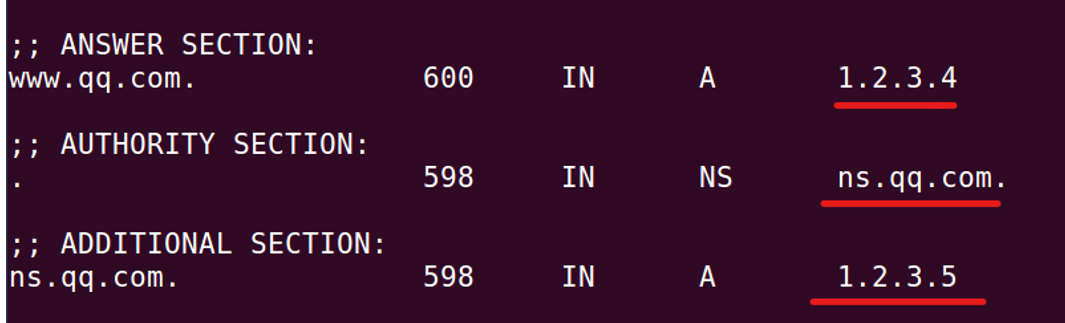 ;; ANSWER SECTION:
www.qq.com. 600 IN A 1.2.3.4
;; AUTHORITY SECTION:
. 598 IN NS ns.qq.com.
;; ADDITIONAL SECTION:
ns.qq.com. 598 IN A 1.2.3.5